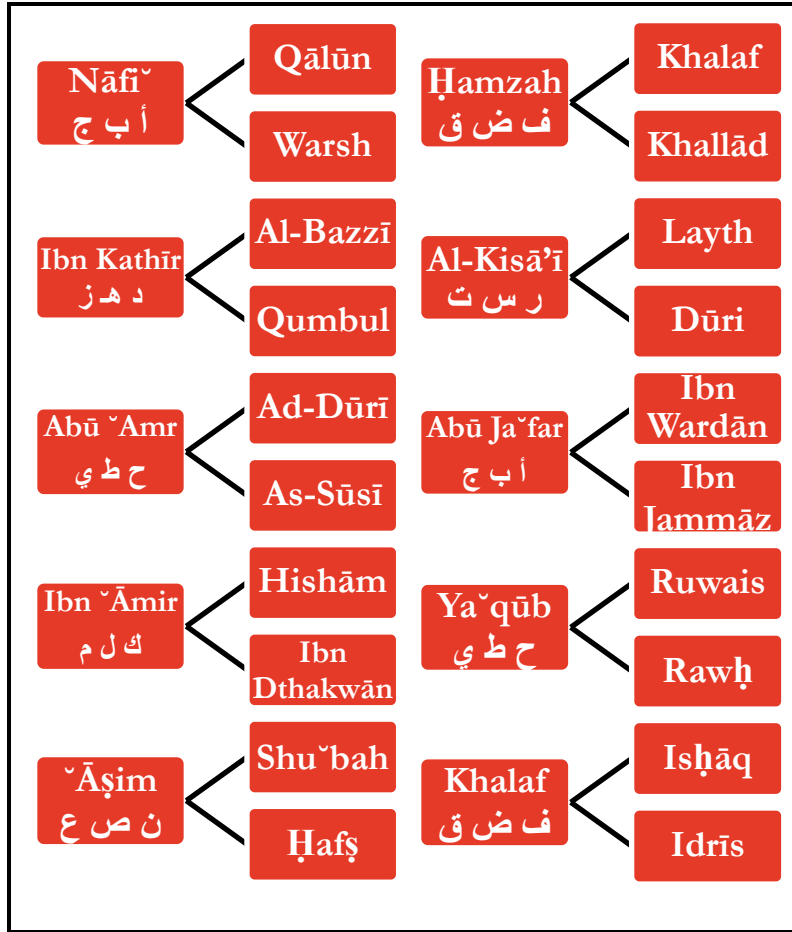 Nāfiˇ
أ ب ج
Qālūn
Warsh
Ibn Kathīr
د هـ ز
Al-Bazzī
Qumbul
Abū ˇAmr
ح ط ي
Ad-Dūrī
As-Sūsī
Ibn ˇĀmir
ك ل م
Hishām
Ibn
Dthakwān
ˇĀṣim
ن ص ع
Shuˇbah
Ḥafṣ
Ḥamzah
ف ض ق
Khalaf
Khallād
Al-Kisā’ī
ر س ت
Layth
Dūri
Abū Jaˇfar
أ ب ج
Ibn
Wardān
Ibn
Jammāz
Yaˇqūb
ح ط ي
Ruwais
Rawḥ
Khalaf
ف ض ق
Isḥāq
Idrīs